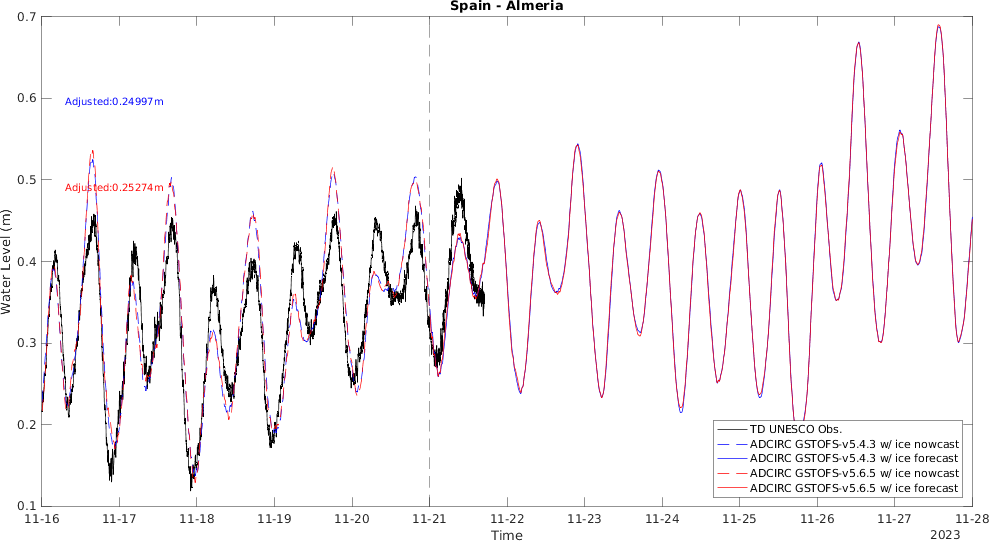 Spain - Almeria
0.7
0.6
0.5
0.4
0.3
0.2
0.1
Water Level (m)
Adjusted:0.24997m
Adjusted:0.25274m
TD UNESCO Obs.
ADCIRC GSTOFS-v5.4.3 w/ ice nowcast
ADCIRC GSTOFS-v5.4.3 w/ ice forecast
ADCIRC GSTOFS-v5.6.5 w/ ice nowcast
ADCIRC GSTOFS-v5.6.5 w/ ice forecast
11-16 11-17 11-18 11-19 11-20 11-21 11-22 11-23 11-24 11-25 11-26 11-27 11-28
Time
2023